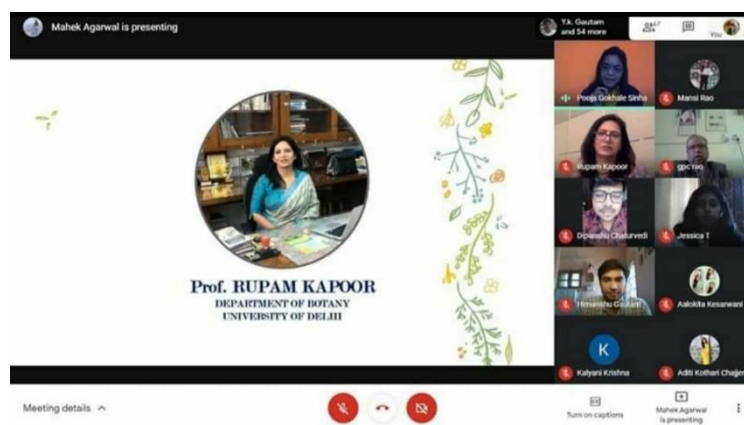 Mahek Agarwal is presenting
Y.k. Gautam
and 54 more
67
You
Prof. RUPAM KAPOOR
DEPARTMENT OF BOTANY
UNIVERSITY OF DELHI
Pooja Gokhale Sinha
Mansi Rao
Rupam Kapoor
gpc rao
Dipanshu Chaturvedi
Jessica T
Himanshu Gautam
Aalokita Kesarwani
K
Kalyani Krishna
Aditi Kothari Chajjer
Meeting details
Turn on captions
Mahek Agarwal
is presenting